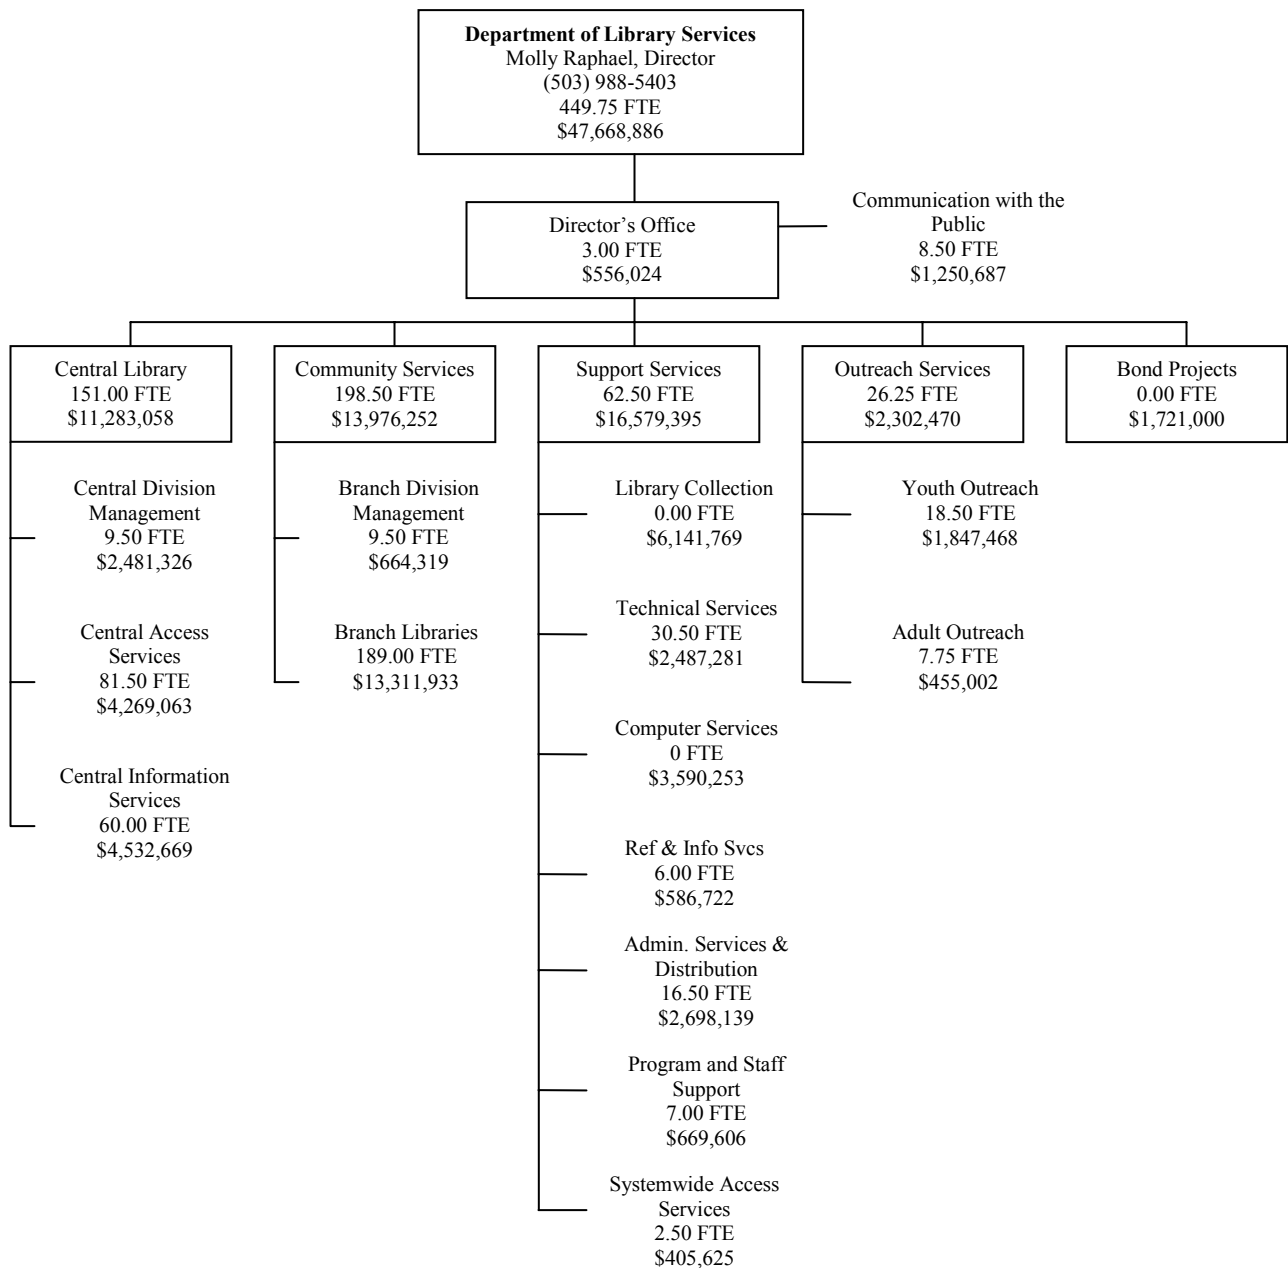 Department of Library Services
Molly Raphael, Director
(503) 988-5403
449.75 FTE
$47,668,886
Director's Office
3.00 FTE
$556,024
Communication with the
Public
8.50 FTE
$1,250,687
Central Library
151.00 FTE
$11,283,058
Central Division
Management
9.50 FTE
$2,481,326
Central Access
Services
81.50 FTE
$4,269,063
Central Information
Services
60.00 FTE
$4,532,669
Community Services
198.50 FTE
$13,976,252
Branch Division
Management
9.50 FTE
$664,319
Branch Libraries
189.00 FTE
$13,311,933
Support Services
62.50 FTE
$16,579,395
Library Collection
0.00 FTE
$6,141,769
Technical Services
30.50 FTE
$2,487,281
Computer Services
0 FTE
$3,590,253
Ref & Info Svcs
6.00 FTE
$586,722
Admin. Services &
Distribution
16.50 FTE
$2,698,139
Program and Staff
Support
7.00 FTE
$669,606
Systemwide Access
Services
2.50 FTE
$405,625
Outreach Services
26.25 FTE
$2,302,470
Youth Outreach
18.50 FTE
$1,847,468
Adult Outreach
7.75 FTE
$455,002
Bond Projects
0.00 FTE
$1,721,000